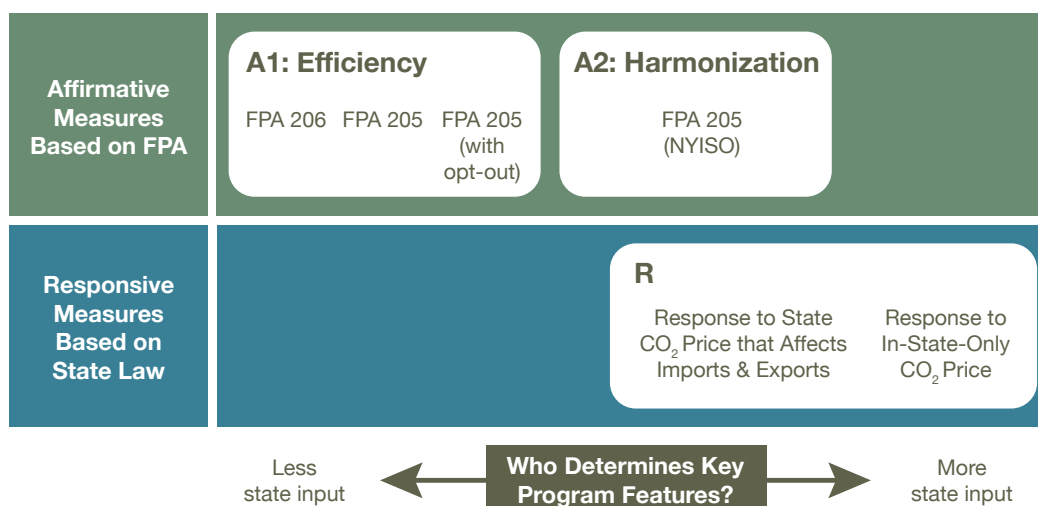 Affirmative
Measures
Based on FPA
A1: Efficiency
FPA 206
FPA 205
FPA 205
(with
opt-out)
A2: Harmonization
FPA 205
(NYISO)
Responsive
Measures
Based on
State Law
R
Response to State
CO₂ Price that Affects
Imports & Exports
Response to
In-State-Only
CO₂ Price
Less
state input
Who Determines Key
Program Features?
More
state input